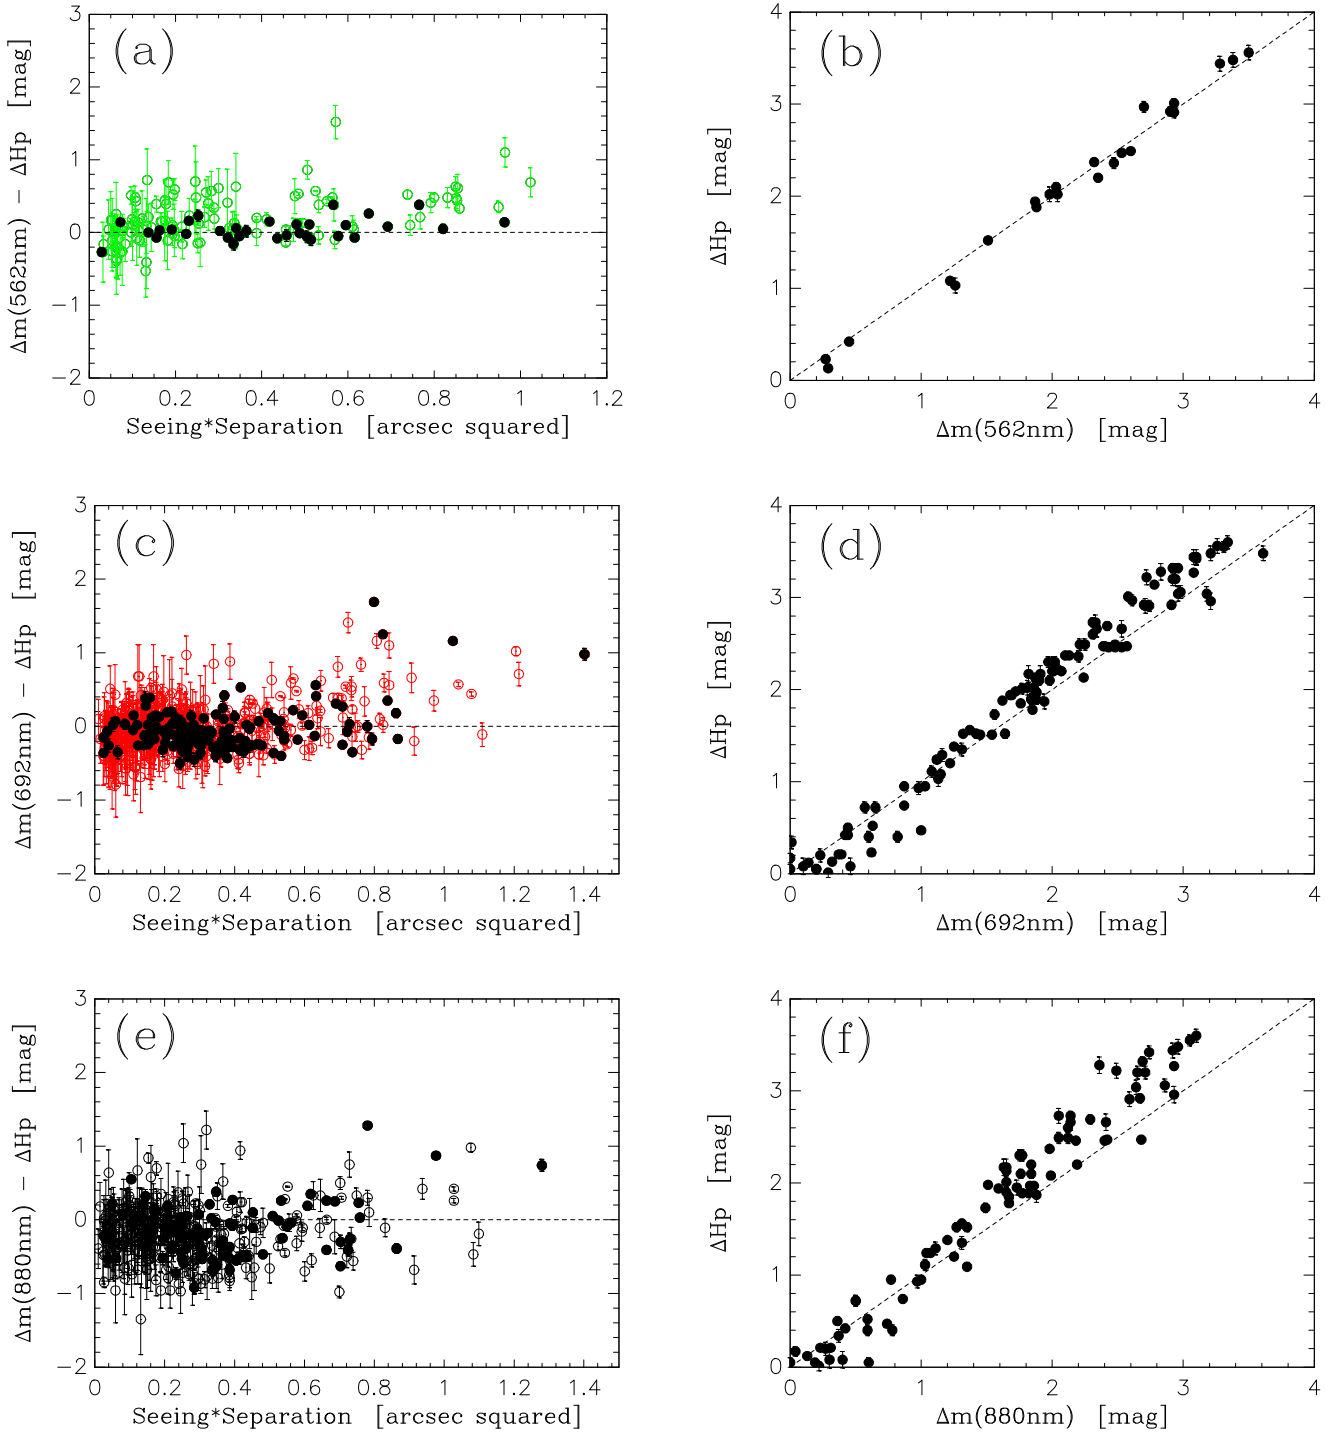 (a)
3
2
1
0
−1
−2
Δm(562nm) − ΔHp [mag]
0 0.2 0.4 0.6 0.8 1 1.2
Seeing*Separation [arcsec squared]
(b)
4
3
2
1
0
ΔHp [mag]
0 1 2 3 4
Δm(562nm) [mag]
(c)
3
2
1
0
−1
−2
Δm(692nm) − ΔHp [mag]
0 0.2 0.4 0.6 0.8 1 1.2 1.4
Seeing*Separation [arcsec squared]
(d)
4
3
2
1
0
ΔHp [mag]
0 1 2 3 4
Δm(692nm) [mag]
(e)
3
2
1
0
−1
−2
Δm(880nm) − ΔHp [mag]
0 0.2 0.4 0.6 0.8 1 1.2 1.4
Seeing*Separation [arcsec squared]
(f)
4
3
2
1
0
ΔHp [mag]
0 1 2 3 4
Δm(880nm) [mag]